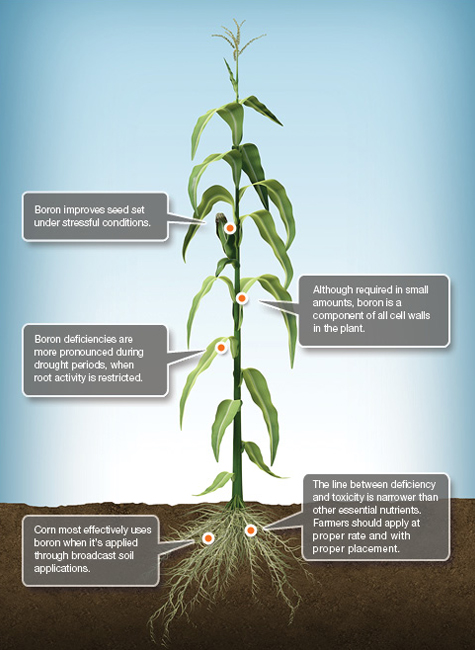 Boron improves seed set
under stressful conditions.
Although required in small
amounts, boron is a
component of all cell walls
in the plant.
Boron deficiencies are
more pronounced during
drought periods, when
root activity is restricted.
The line between deficiency
and toxicity is narrower than
other essential nutrients.
Farmers should apply at
proper rate and with
proper placement.
Corn most effectively uses
boron when it's applied
through broadcast soil
applications.